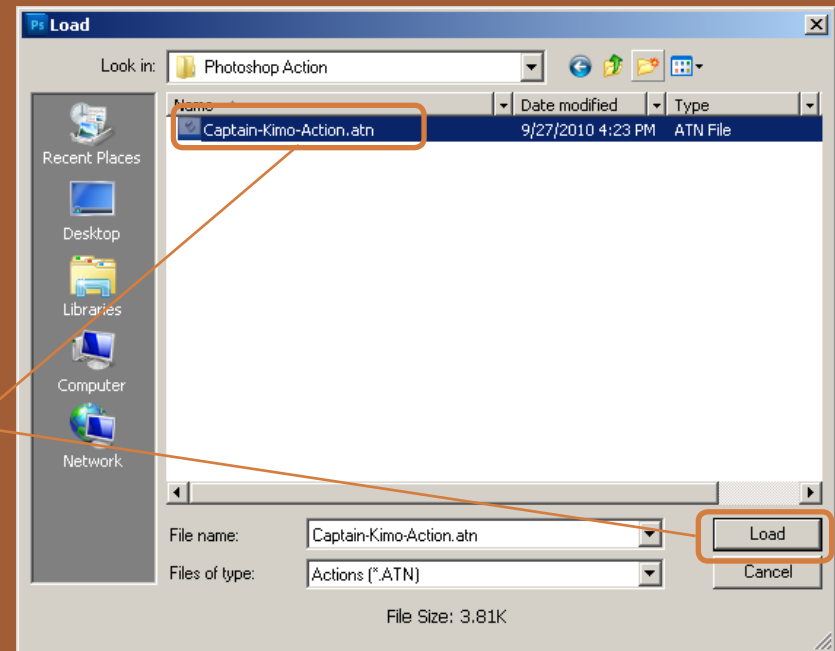 Ps Load
Look in: Photoshop Action
Name Date modified Type
Captain-Kimo-Action.atn 9/27/2010 4:23 PM ATN File
Recent Places
Desktop
Libraries
Computer
Network
File name: Captain-Kimo-Action.atn Load
Files of type: Actions (*.ATN) Cancel
File Size: 3.81K